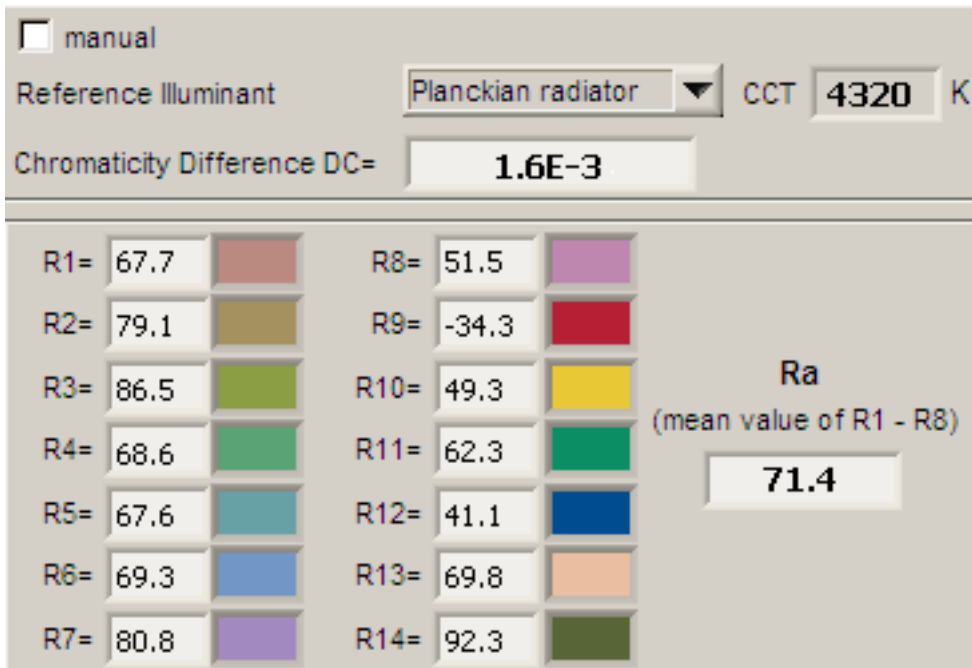 manual
Reference Illuminant Planckian radiator CCT 4320 K
Chromaticity Difference DC= 1.6E-3
R1= 67.7 R8= 51.5
R2= 79.1 R9= -34.3
R3= 86.5 R10= 49.3
R4= 68.6 R11= 62.3
R5= 67.6 R12= 41.1
R6= 69.3 R13= 69.8
R7= 80.8 R14= 92.3
Ra
(mean value of R1 - R8)
71.4